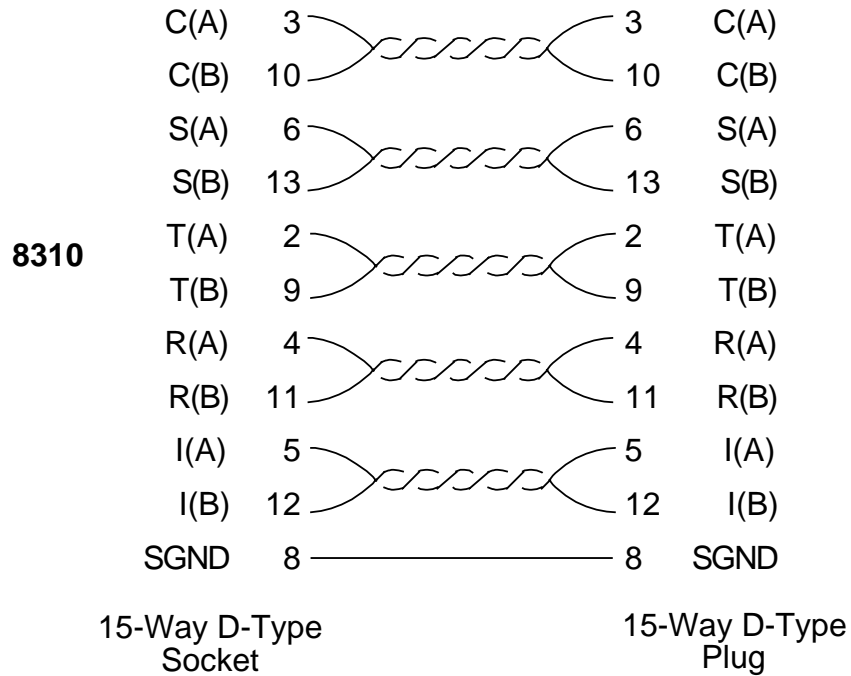 C(A) 3 3 C(A)
C(B) 10 10 C(B)
S(A) 6 6 S(A)
S(B) 13 13 S(B)
8310
T(A) 2 2 T(A)
T(B) 9 9 T(B)
R(A) 4 4 R(A)
R(B) 11 11 R(B)
I(A) 5 5 I(A)
I(B) 12 12 I(B)
SGND 8 8 SGND
15-Way D-Type
Socket
15-Way D-Type
Plug